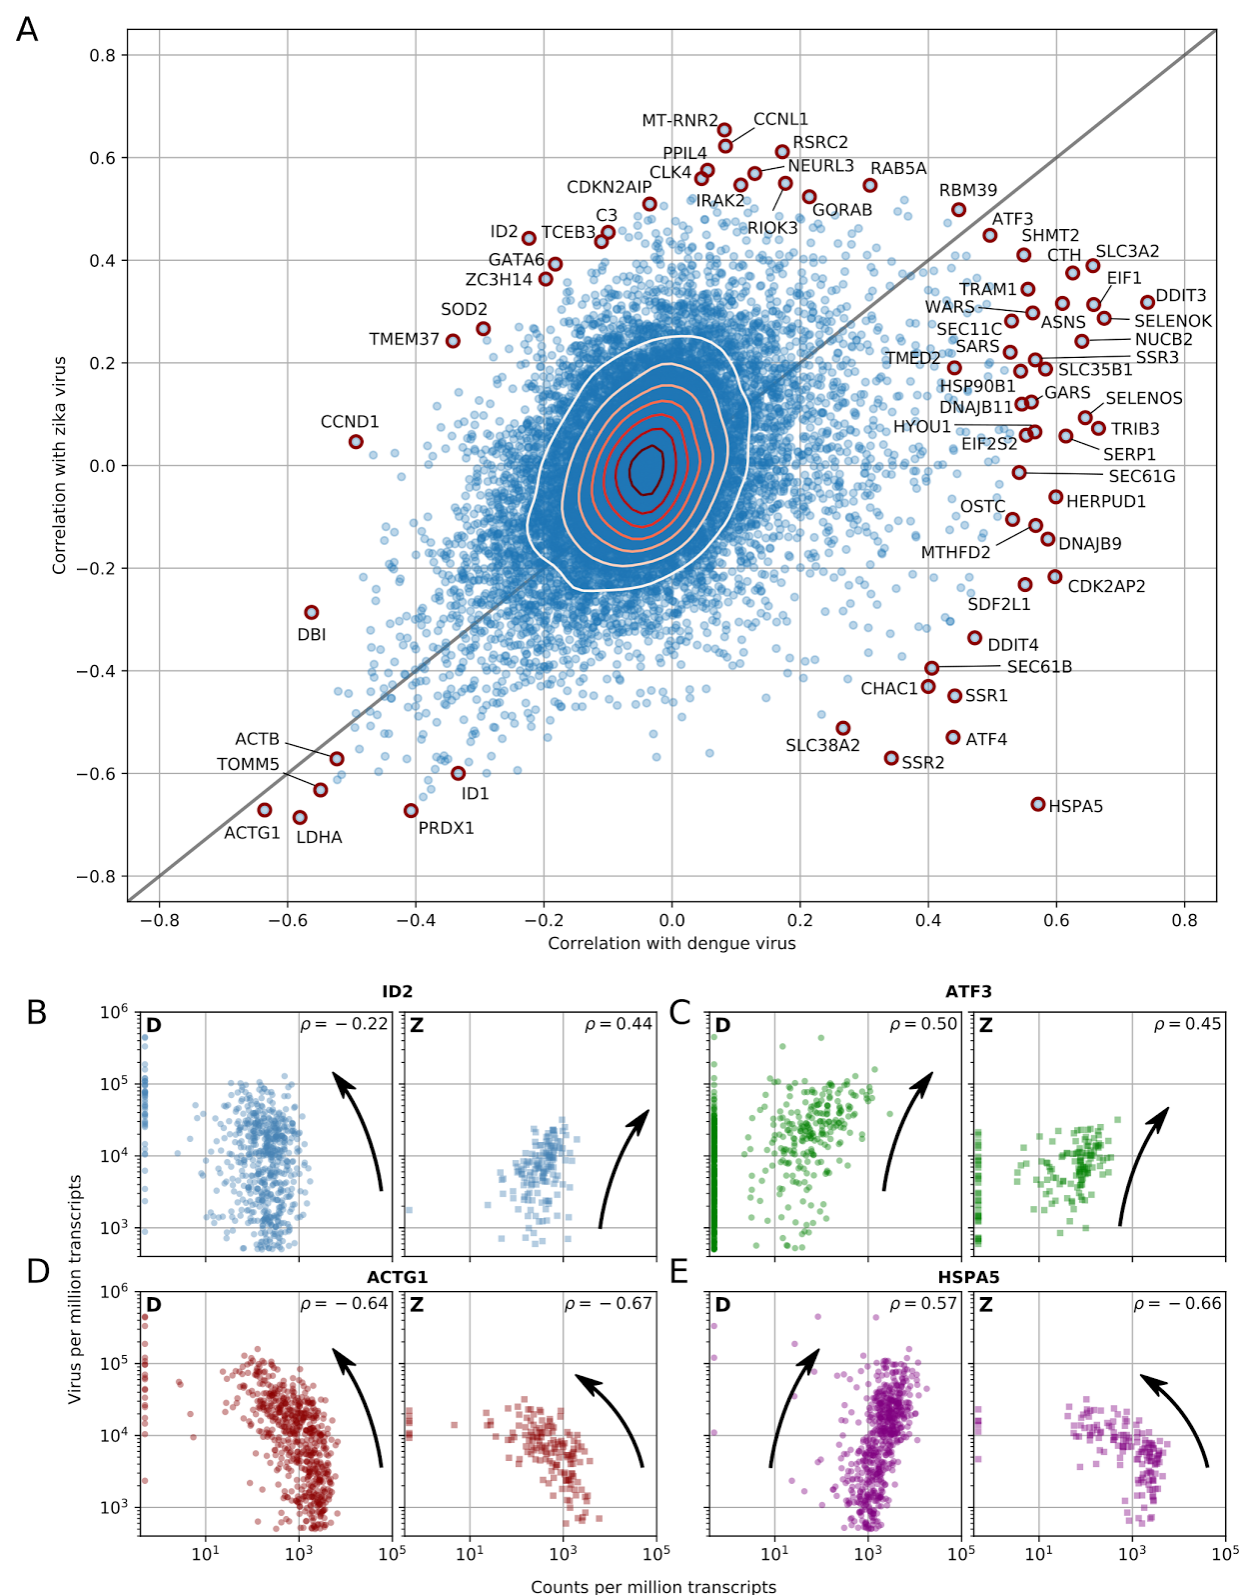 A
0.8
0.6
0.4
0.2
0.0
−0.2
−0.4
−0.6
−0.8
Correlation with zika virus
MT-RNR2
CCNL1
RSRC2
PPIL4
NEURL3
CLK4
RAB5A
CDKN2AIP
IRAK2
RBM39
GORAB
C3
RIOK3
ATF3
ID2
TCEB3
SHMT2
CTH
SLC3A2
GATA6
ZC3H14
EIF1
TRAM1
DDIT3
SOD2
WARS
ASNS
SELENOK
SEC11C
TMEM37
NUCB2
SARS
TMED2
SSR3
SLC35B1
HSP90B1
GARS
SELENOS
DNAJB11
CCND1
HYOU1
TRIB3
EIF2S2
SERP1
SEC61G
HERPUD1
OSTC
MTHFD2
DNAJB9
CDK2AP2
SDF2L1
DBI
DDIT4
SEC61B
CHAC1
SSR1
ACTB
SLC38A2
ATF4
TOMM5
SSR2
ID1
HSPA5
ACTG1
LDHA
PRDX1
−0.8 −0.6 −0.4 −0.2 0.0 0.2 0.4 0.6 0.8
Correlation with dengue virus
B ID2
D ρ = −0.22
Z ρ = 0.44
C ATF3
D ρ = 0.50
Z ρ = 0.45
10⁶
10⁵
10⁴
10³
D ACTG1
D ρ = −0.64
Z ρ = −0.67
E HSPA5
D ρ = 0.57
Z ρ = −0.66
10⁶
10⁵
10⁴
10³
Virus per million transcripts
10¹ 10³ 10⁵ 10¹ 10³ 10⁵ 10¹ 10³ 10⁵ 10¹ 10³ 10⁵
Counts per million transcripts